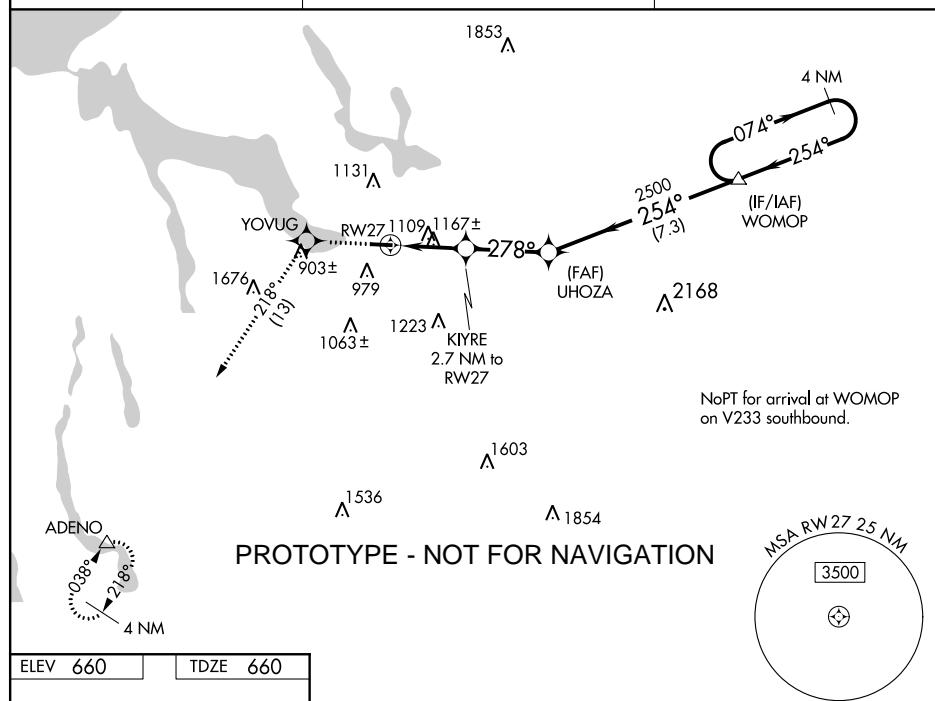 1853
4 NM
074°
254°
1131
2500
254°
(7.3)
(IF/IAF)
WOMOP
YOVUG
RW27
1109
1167±
278°
903±
(FAF)
UHOZA
1676
218°
(13)
979
2168
1063±
1223
KIYRE
2.7 NM to
RW27
NoPT for arrival at WOMOP
on V233 southbound.
1603
1536
1854
ADENO
038°
218°
4 NM
PROTOTYPE - NOT FOR NAVIGATION
MSA RW27 25 NM
3500
ELEV 660
TDZE 660